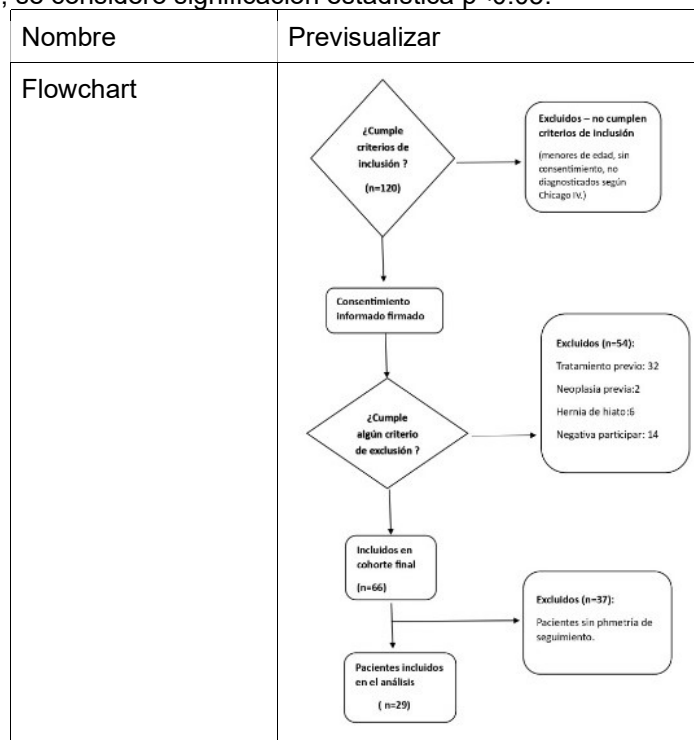 , se consideró significación estadística p<0.05.
Nombre
Previsualizar
Flowchart
¿Cumple
criterios de
inclusión ?
(n=120)
Excluidos – no cumplen
criterios de Inclusión
(menores de edad, sin
consentimiento, no
diagnosticados según
Chicago IV.)
Consentimiento
Informado firmado
¿Cumple
algún criterio
de exclusión ?
Excluidos (n=54):
Tratamiento previo: 32
Neoplasia previa:2
Hernia de hiato:6
Negativa participar: 14
Incluidos en
cohorte final
(n=66)
Excluidos (n=37):
Pacientes sin phmetria de
seguimiento.
Pacientes incluidos
en el análisis
( n=29)